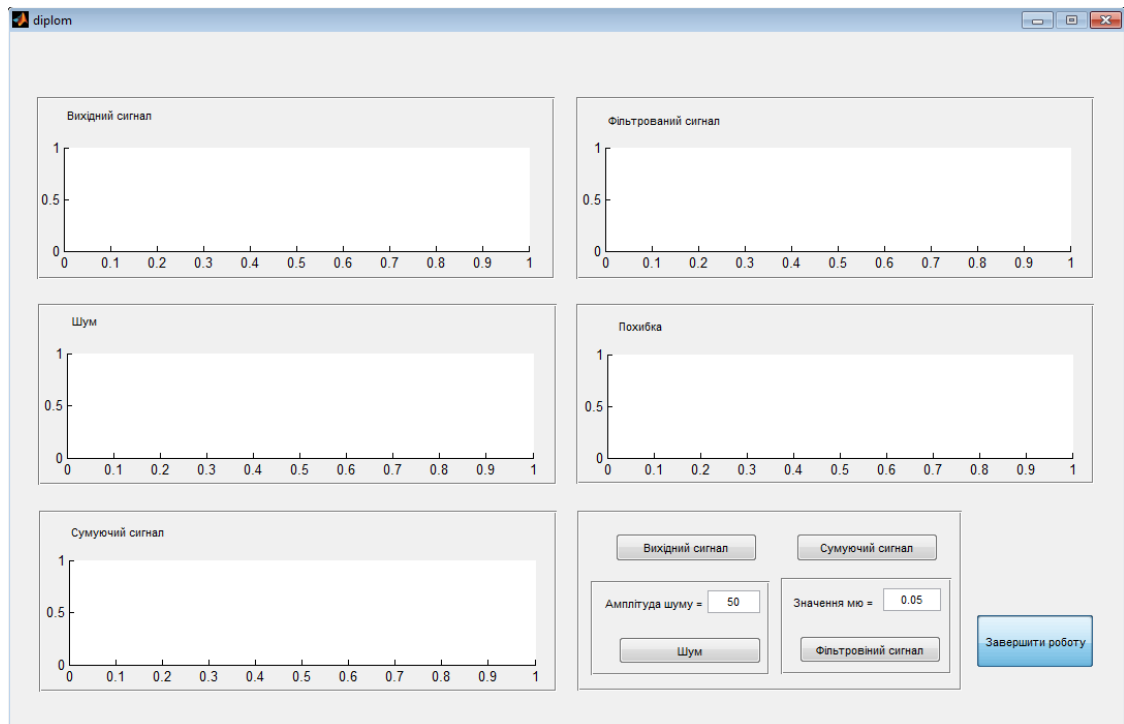 diplom
Вихідний сигнал
1
0.5
0
0 0.1 0.2 0.3 0.4 0.5 0.6 0.7 0.8 0.9 1
Фільтрований сигнал
1
0.5
0
0 0.1 0.2 0.3 0.4 0.5 0.6 0.7 0.8 0.9 1
Шум
1
0.5
0
0 0.1 0.2 0.3 0.4 0.5 0.6 0.7 0.8 0.9 1
Похибка
1
0.5
0
0 0.1 0.2 0.3 0.4 0.5 0.6 0.7 0.8 0.9 1
Сумуючий сигнал
1
0.5
0
0 0.1 0.2 0.3 0.4 0.5 0.6 0.7 0.8 0.9 1
Вихідний сигнал
Сумуючий сигнал
Амплітуда шуму = 50
Шум
Значення мю = 0.05
Фільтровіний сигнал
Завершити роботу